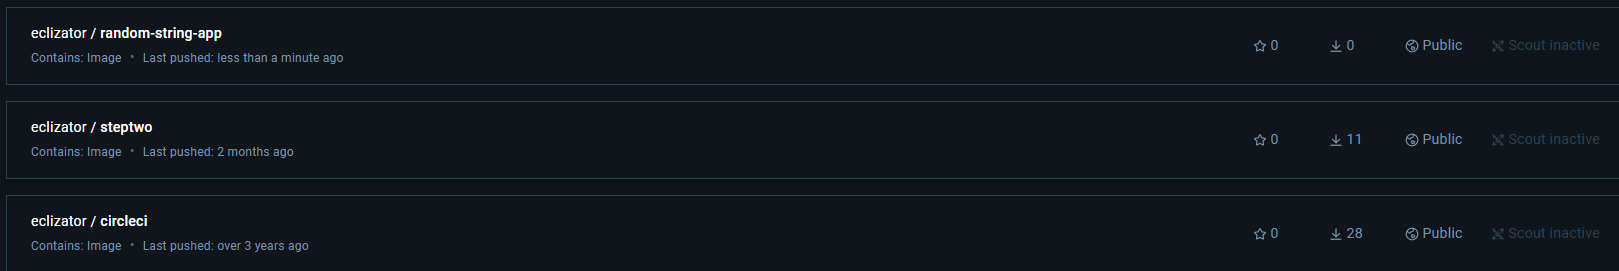 eclizator / random-string-app
Contains: Image • Last pushed: less than a minute ago
0 0 Public Scout inactive
eclizator / steptwo
Contains: Image • Last pushed: 2 months ago
0 11 Public Scout inactive
eclizator / circleci
Contains: Image • Last pushed: over 3 years ago
0 28 Public Scout inactive